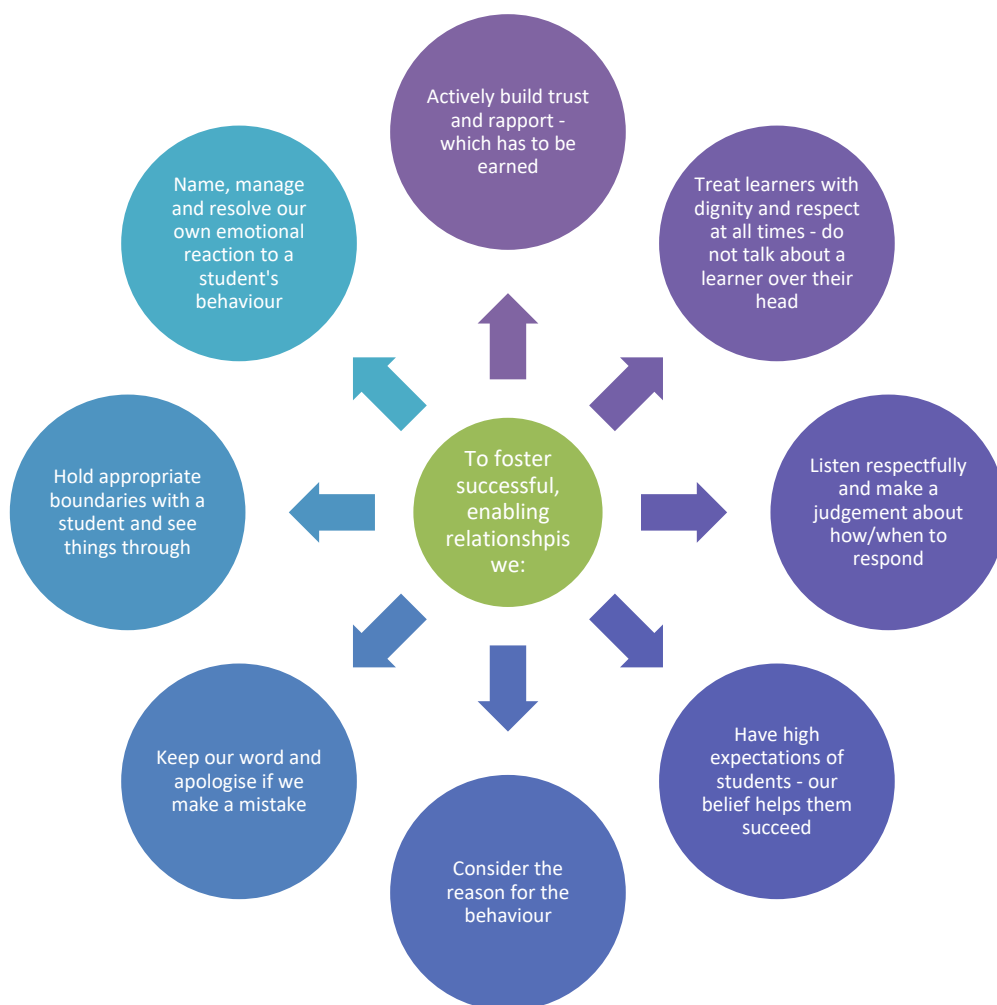 Actively build trust
and rapport -
which has to be
earned
Treat learners with
dignity and respect
at all times - do
not talk about a
learner over their
head
Listen respectfully
and make a
judgement about
how/when to
respond
Have high
expectations of
students - our
belief helps them
succeed
Consider the
reason for the
behaviour
Keep our word and
apologise if we
make a mistake
Hold appropriate
boundaries with a
student and see
things through
Name, manage
and resolve our
own emotional
reaction to a
student's
behaviour
To foster
successful,
enabling
relationshpis
we: